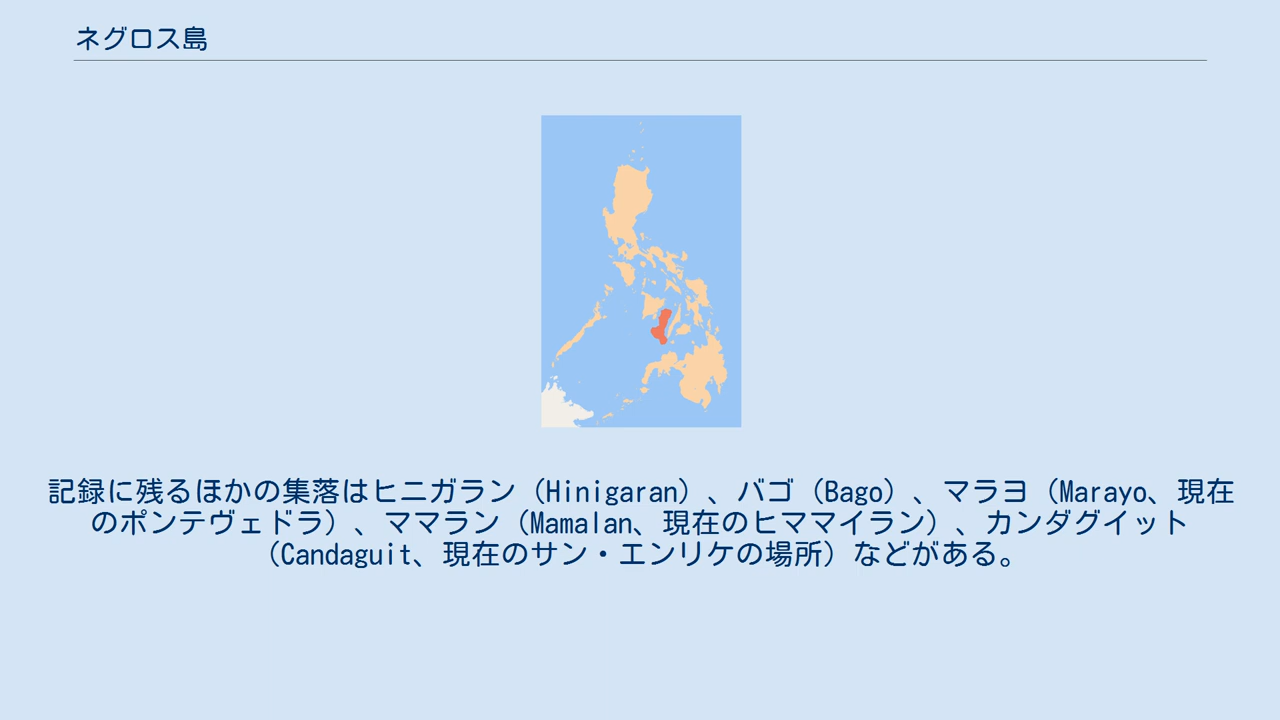 ネグロス島
記録に残るほかの集落はヒニガラン（Hinigaran）、バゴ（Bago）、マラヨ（Marayo、現在
のポンテヴェドラ）、ママラン（Mamalan、現在のヒママイラン）、カンダグイット
（Candaguit、現在のサン・エンリケの場所）などがある。